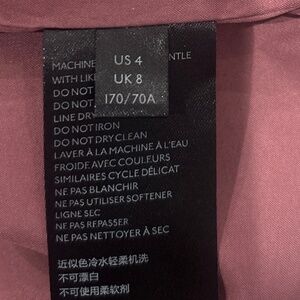 US 4
UK 8
170/70A
MACHINE NTLE
WITH LIK
DO NOT
DO NOT
LINE DRY
DO NOT IRON
DO NOT DRY CLEAN
LAVER À LA MACHINE À L'EAU
FROIDE AVEC COULEURS
SIMILAIRES CYCLE DÉLICAT
NE PAS BLANCHIR
NE PAS UTILISER SOFTENER
LIGNE SEC
NE PAS REPASSER
NE PAS NETTOYER À SEC
近似色冷水轻柔机洗
不可漂白
不可使用柔软剂